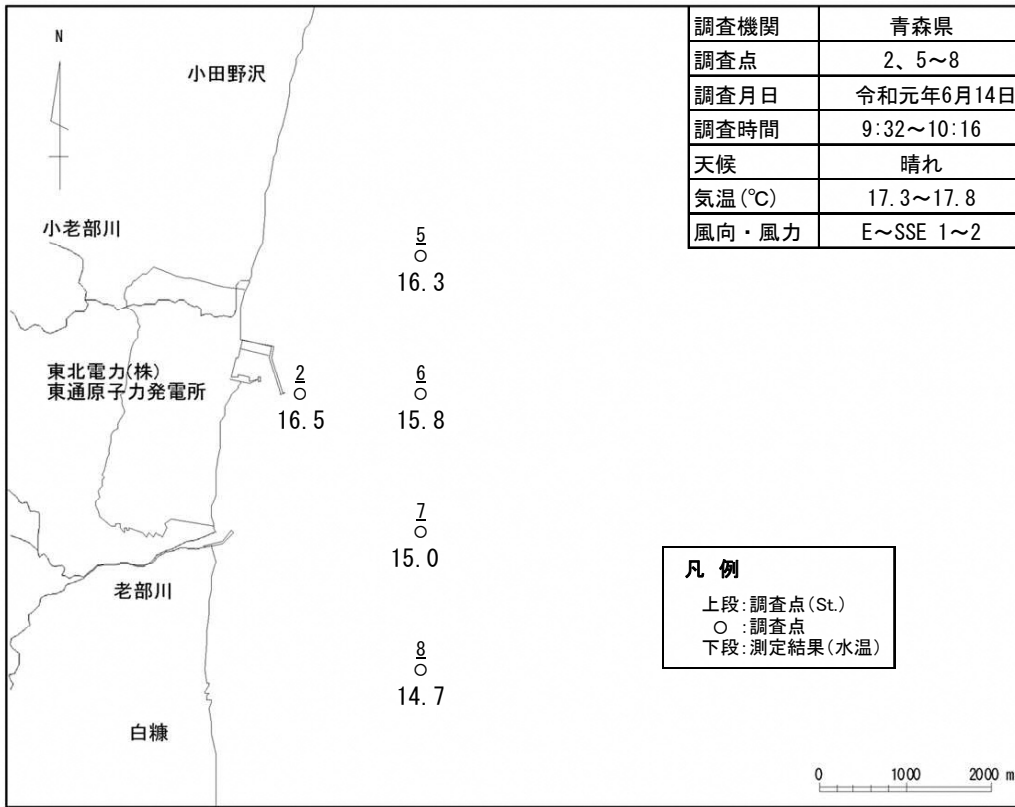 調査機関 青森県
調査点 2、5～8
調査月日 令和元年6月14日
調査時間 9:32～10:16
天候 晴れ
気温(℃) 17.3～17.8
風向・風力 E～SSE 1～2
N
小田野沢
小老部川
5
16.3
東北電力(株)
東通原子力発電所
2
16.5
6
15.8
7
15.0
老部川
8
14.7
白糠
凡 例
上段:調査点(St.)
○ :調査点
下段:測定結果(水温)
0 1000 2000 m